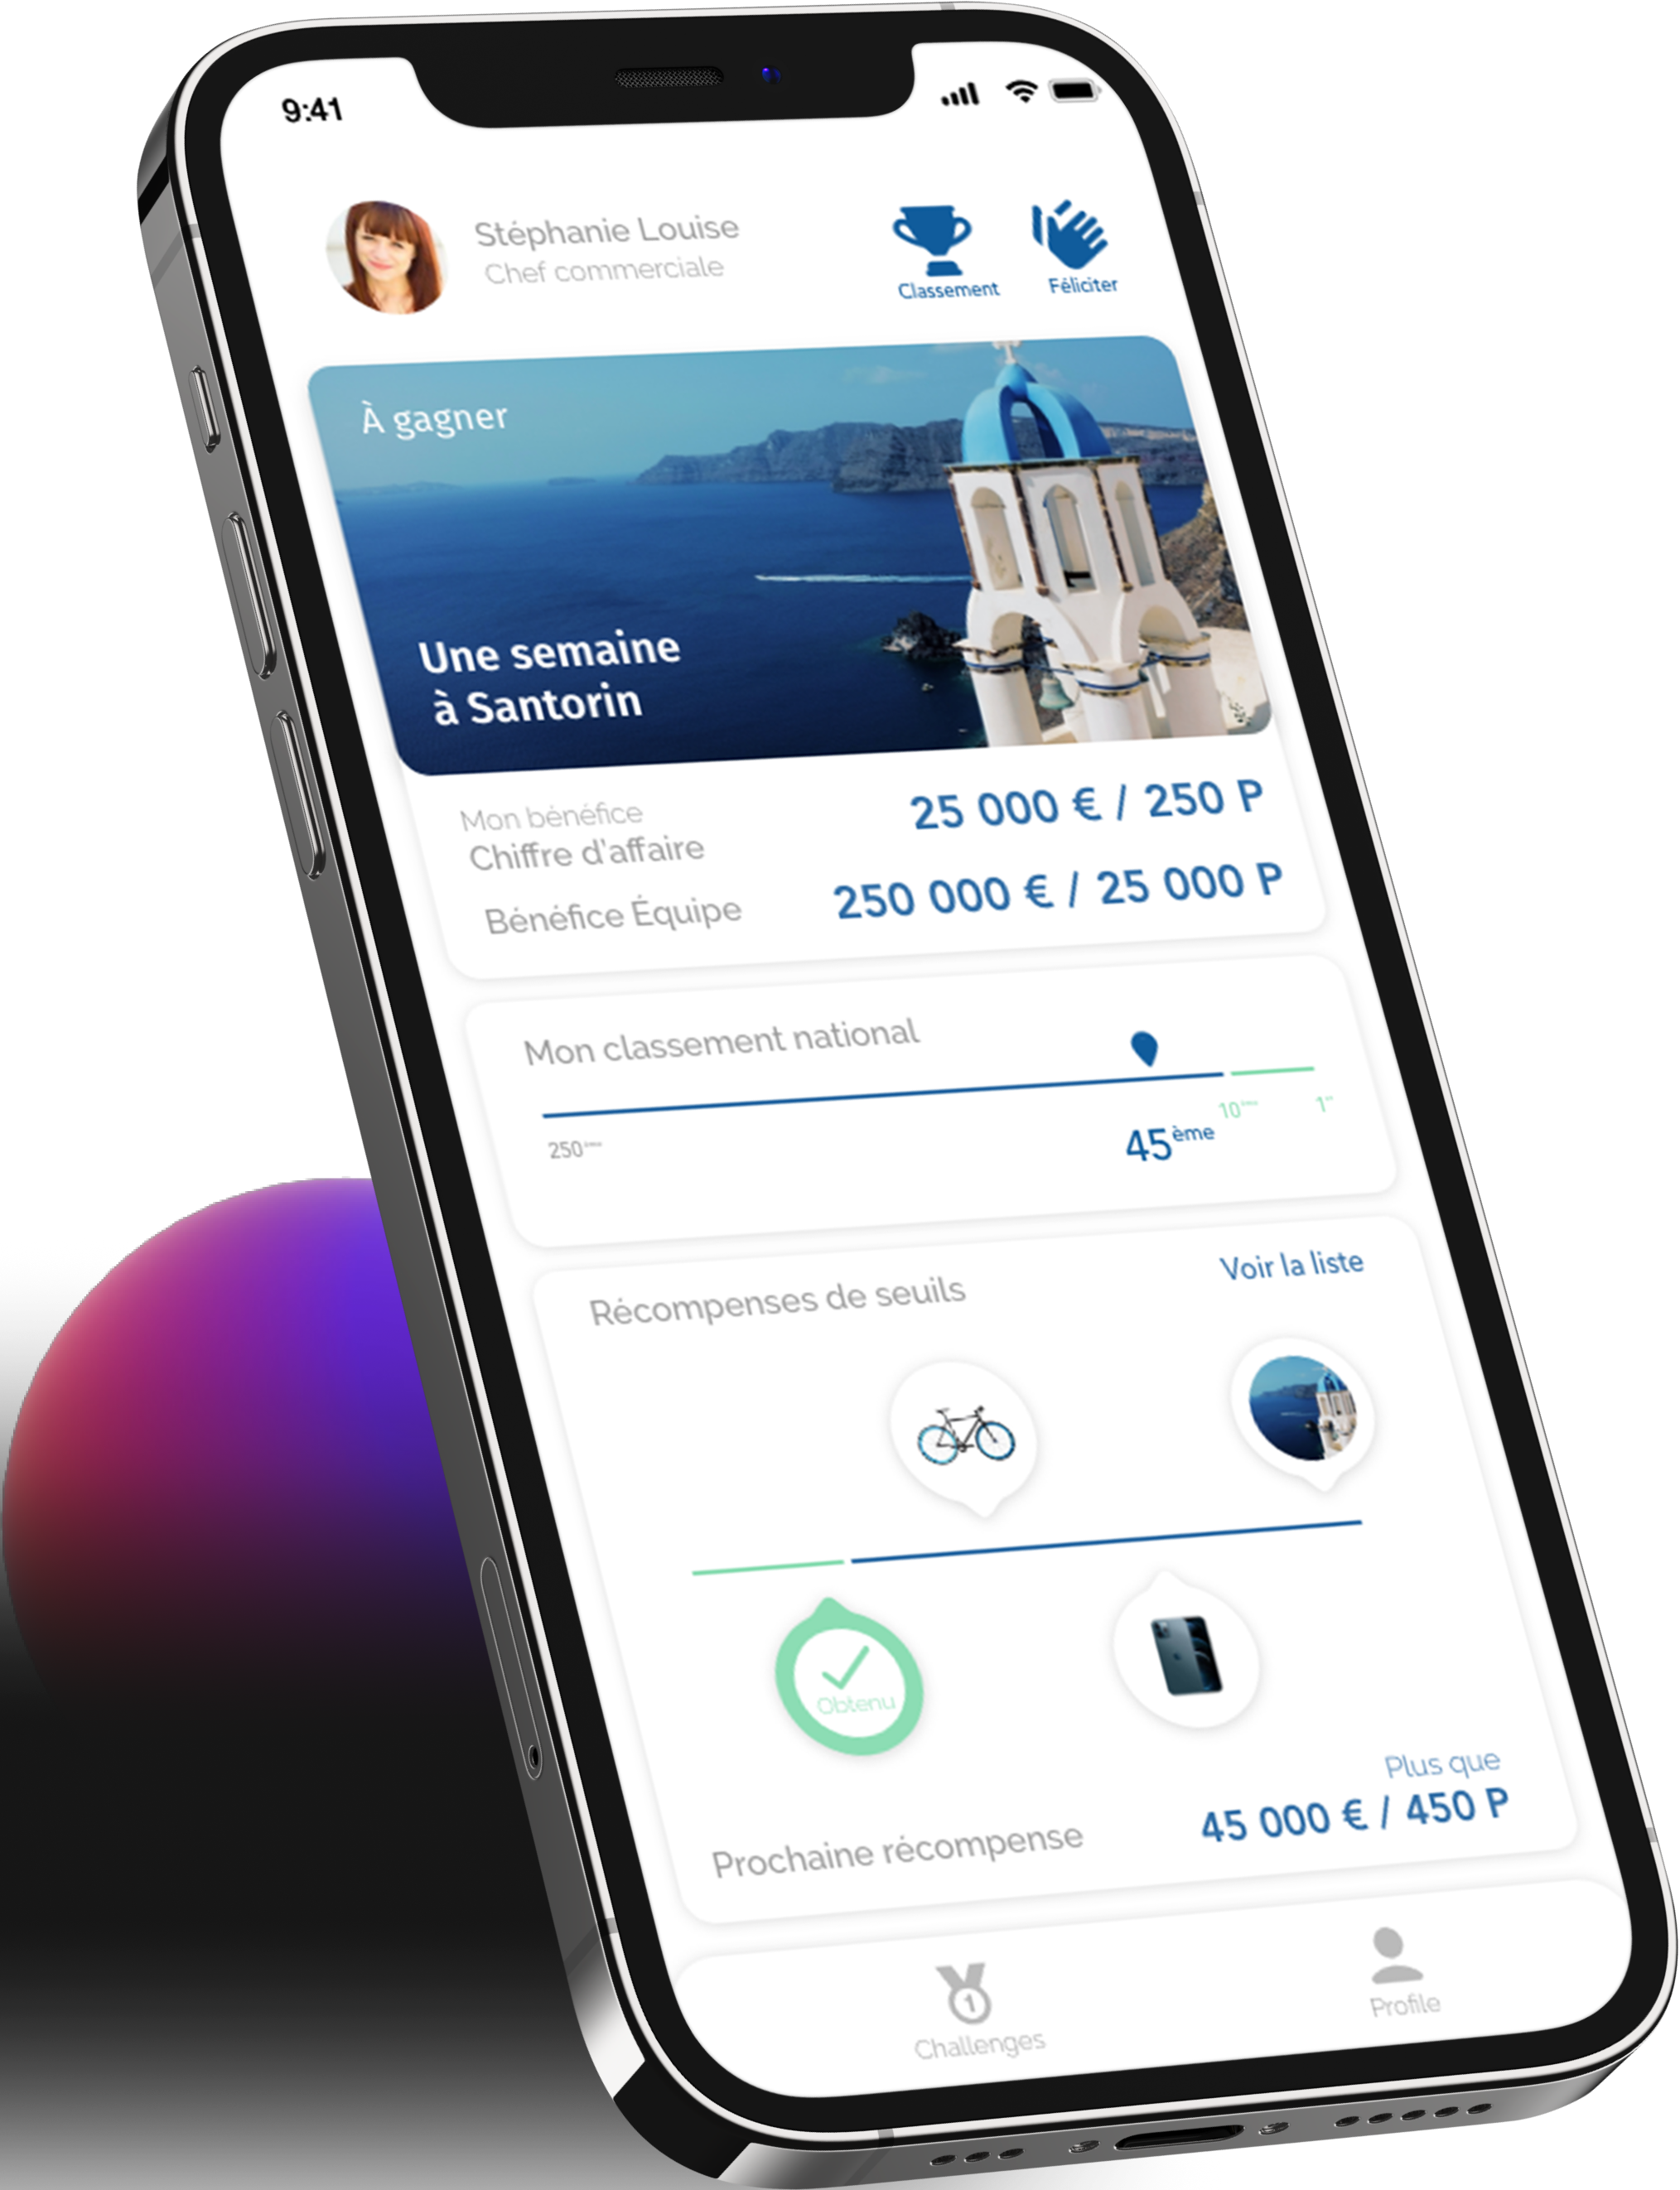 9:41
Stéphanie Louise
Chef commerciale
Classement
Féliciter
À gagner
Une semaine
à Santorin
Mon bénéfice
Chiffre d'affaire
25 000 € / 250 P
Bénéfice Équipe
250 000 € / 25 000 P
Mon classement national
250ème
45ème
10ème
1er
Récompenses de seuils
Voir la liste
Obtenu
Plus que
Prochaine récompense
45 000 € / 450 P
1
Challenges
Profile